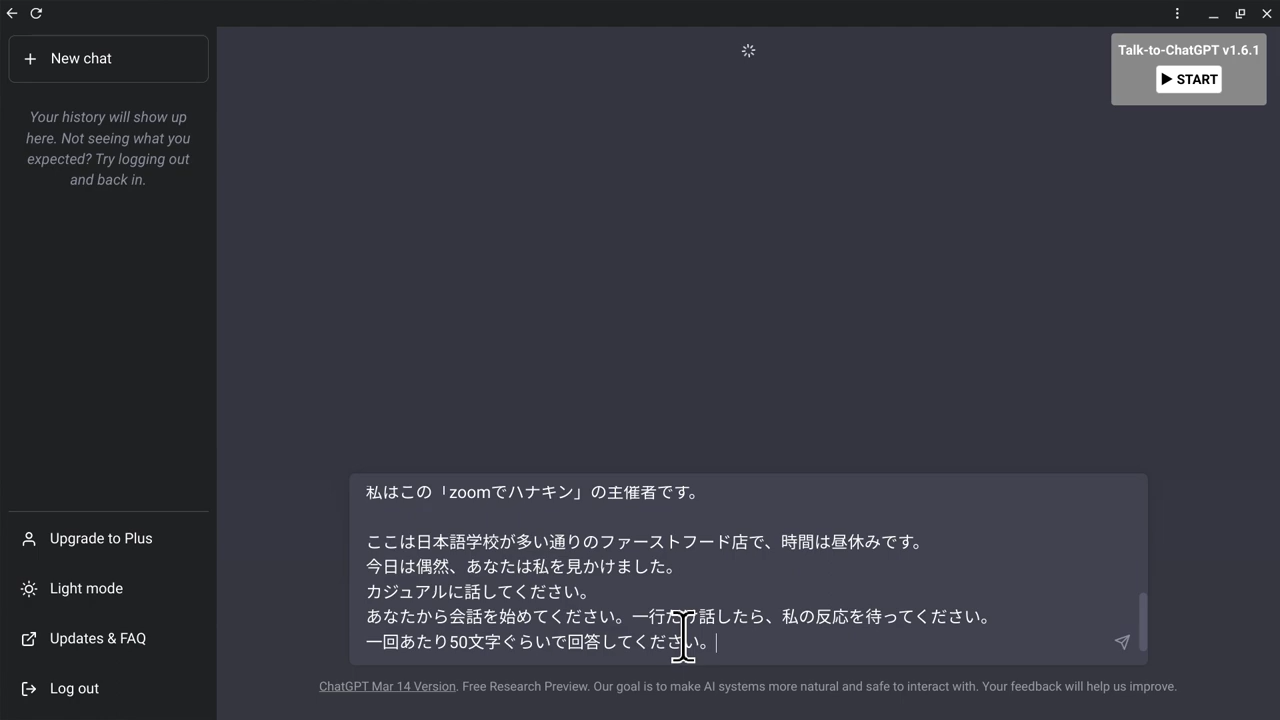 New chat
Your history will show up
here. Not seeing what you
expected? Try logging out
and back in.
Upgrade to Plus
Light mode
Updates & FAQ
Log out
Talk-to-ChatGPT v1.6.1
START
私はこの「zoomでハナキン」の主催者です。
ここは日本語学校が多い通りのファーストフード店で、時間は昼休みです。
今日は偶然、あなたは私を見かけました。
カジュアルに話してください。
あなたから会話を始めてください。一行だけ話したら、私の反応を待ってください。
一回あたり50文字ぐらいで回答してください。
ChatGPT Mar 14 Version. Free Research Preview. Our goal is to make AI systems more natural and safe to interact with. Your feedback will help us improve.